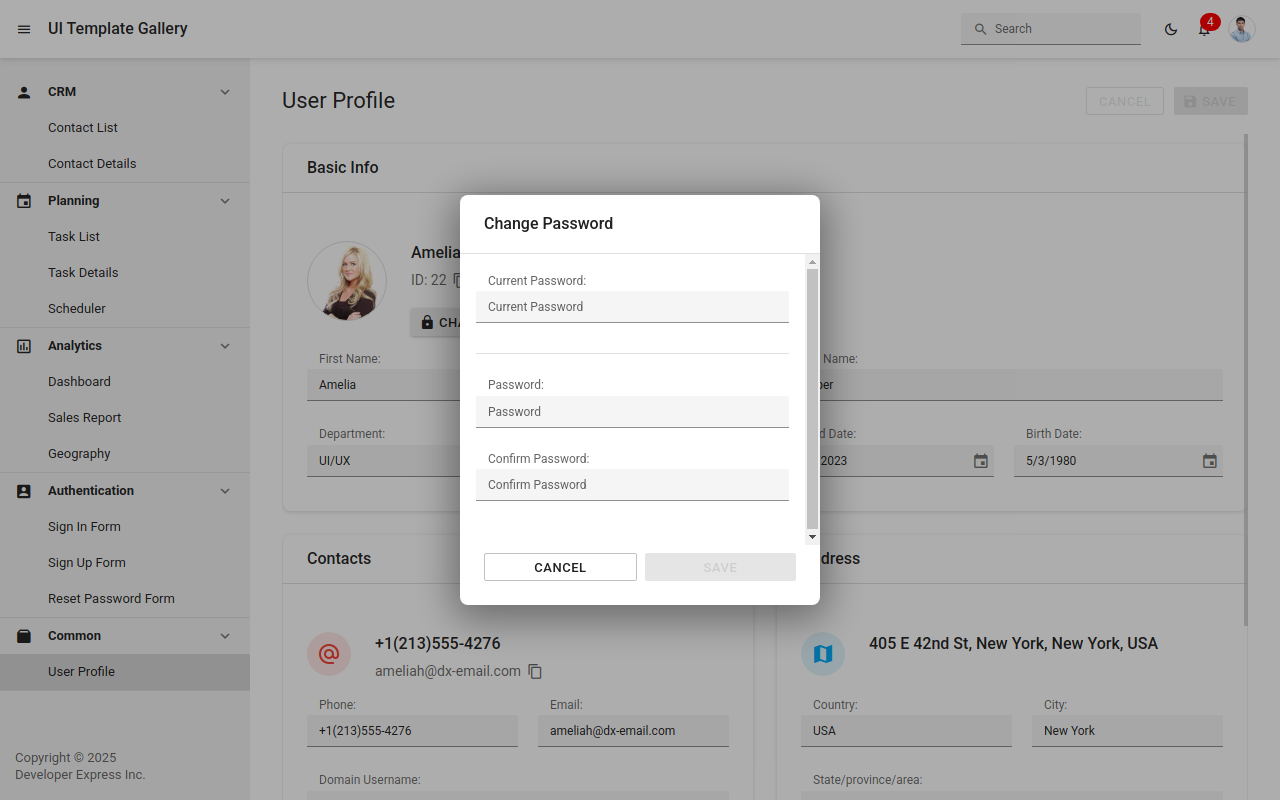 UI Template Gallery
Search
4
CRM
Contact List
Contact Details
Planning
Task List
Task Details
Scheduler
Analytics
Dashboard
Sales Report
Geography
Authentication
Sign In Form
Sign Up Form
Reset Password Form
Common
User Profile
Copyright © 2025
Developer Express Inc.
User Profile
CANCEL
SAVE
Basic Info
Amelia
ID: 22
CHA
First Name:
Amelia
Name:
per
Department:
UI/UX
d Date:
2023
Birth Date:
5/3/1980
Change Password
Current Password:
Current Password
Password:
Password
Confirm Password:
Confirm Password
CANCEL
SAVE
Contacts
+1(213)555-4276
ameliah@dx-email.com
Phone:
+1(213)555-4276
Email:
ameliah@dx-email.com
Domain Username:
dress
405 E 42nd St, New York, New York, USA
Country:
USA
City:
New York
State/province/area: